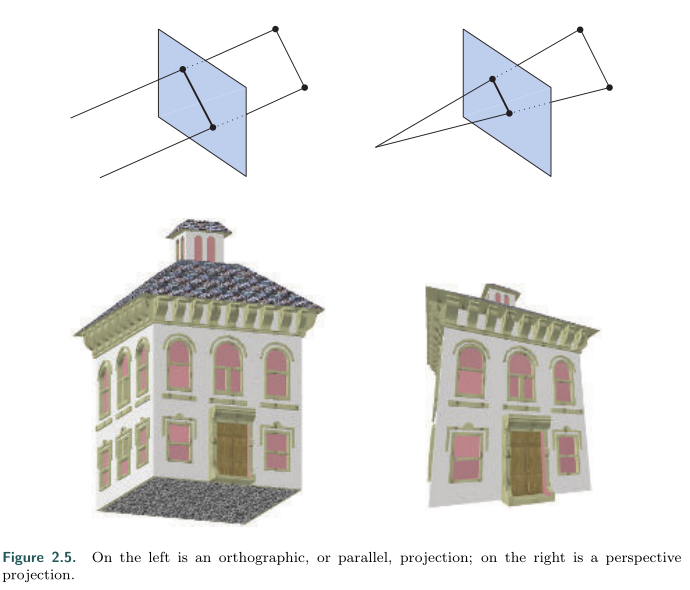 Figure 2.5. On the left is an orthographic, or parallel, projection; on the right is a perspective
projection.